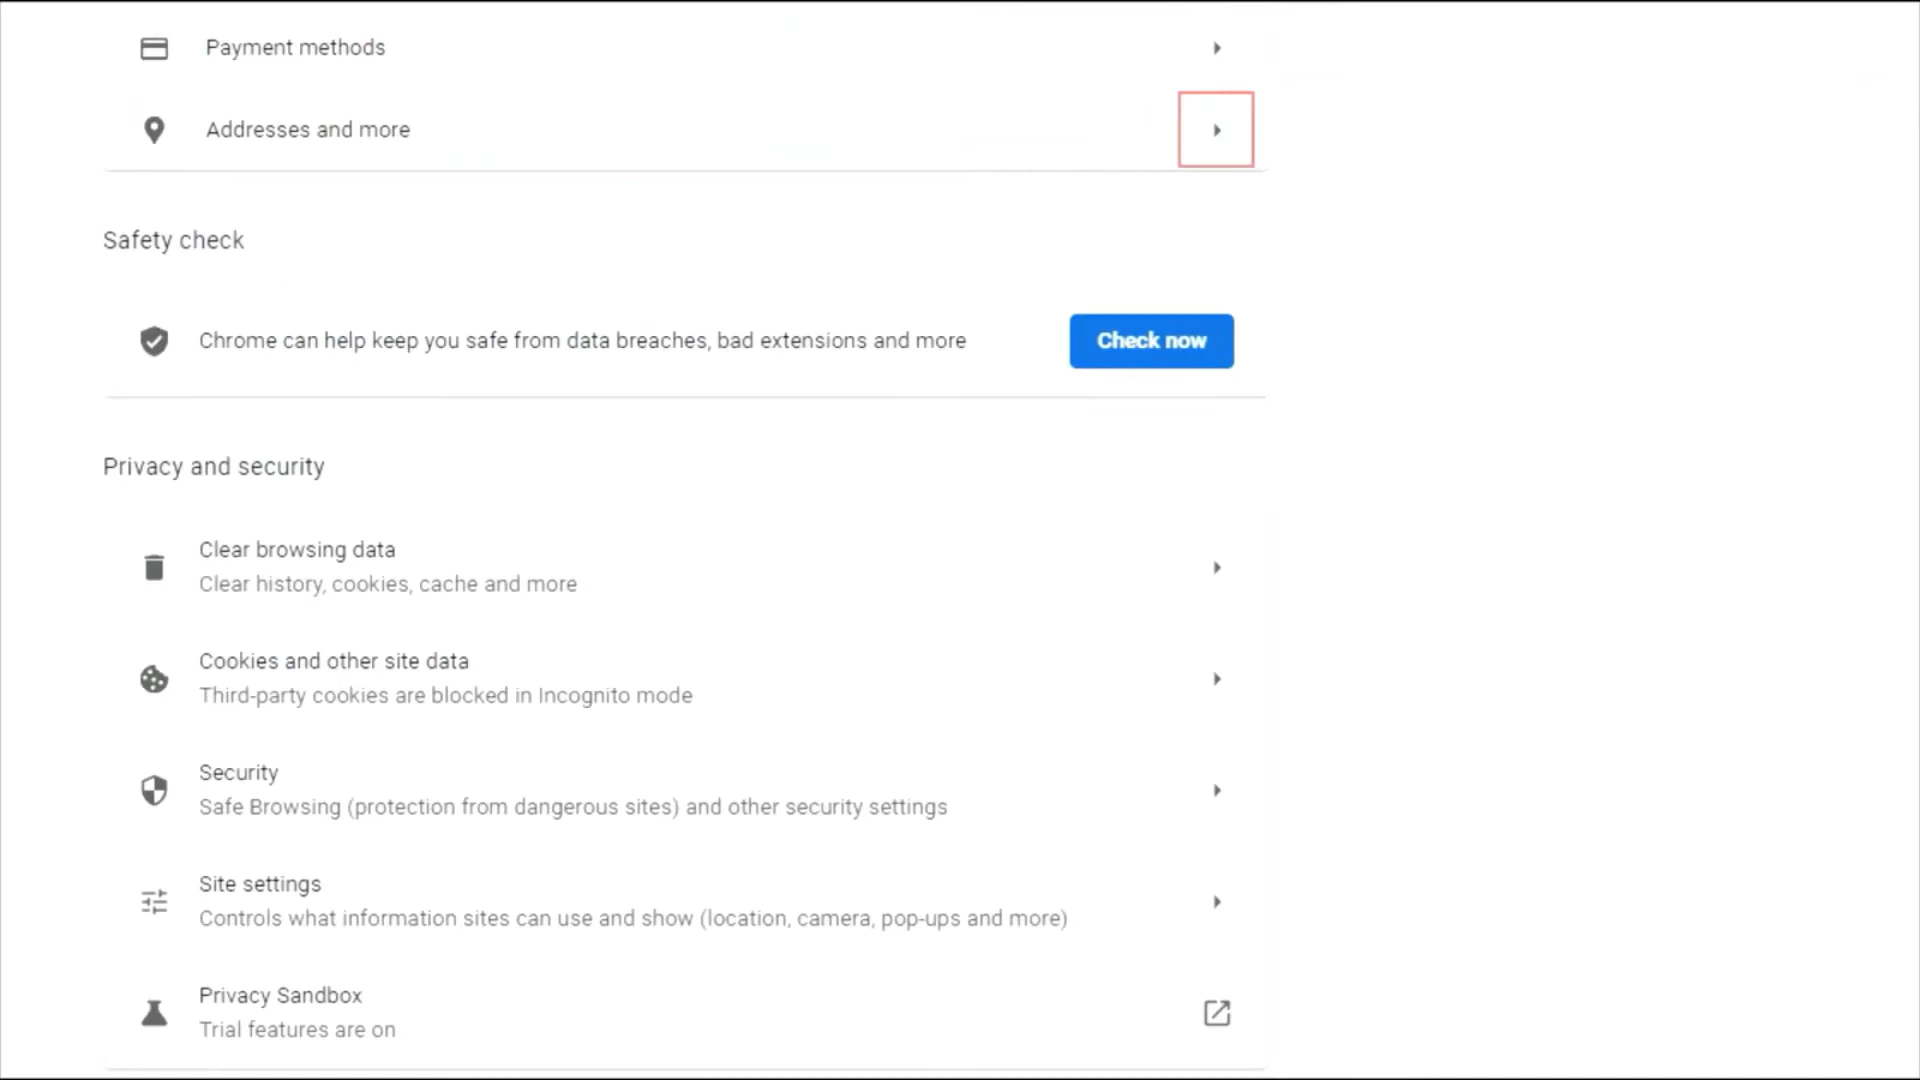 Payment methods
Addresses and more
Safety check
Chrome can help keep you safe from data breaches, bad extensions and more
Check now
Privacy and security
Clear browsing data
Clear history, cookies, cache and more
Cookies and other site data
Third-party cookies are blocked in Incognito mode
Security
Safe Browsing (protection from dangerous sites) and other security settings
Site settings
Controls what information sites can use and show (location, camera, pop-ups and more)
Privacy Sandbox
Trial features are on